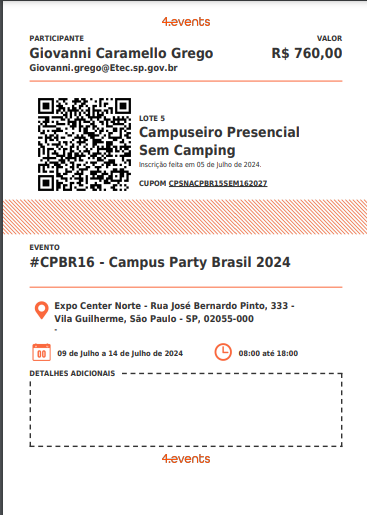 4.events
PARTICIPANTE
VALOR
Giovanni Caramello Grego
R$ 760,00
Giovanni.grego@Etec.sp.gov.br
LOTE 5
Campuseiro Presencial
Sem Camping
Inscrição feita em 05 de Julho de 2024.
CUPOM CPSNACPBR15SEM162027
EVENTO
#CPBR16 - Campus Party Brasil 2024
Expo Center Norte - Rua José Bernardo Pinto, 333 -
Vila Guilherme, São Paulo - SP, 02055-000
-
00
09 de Julho a 14 de Julho de 2024
08:00 até 18:00
DETALHES ADICIONAIS
4.events